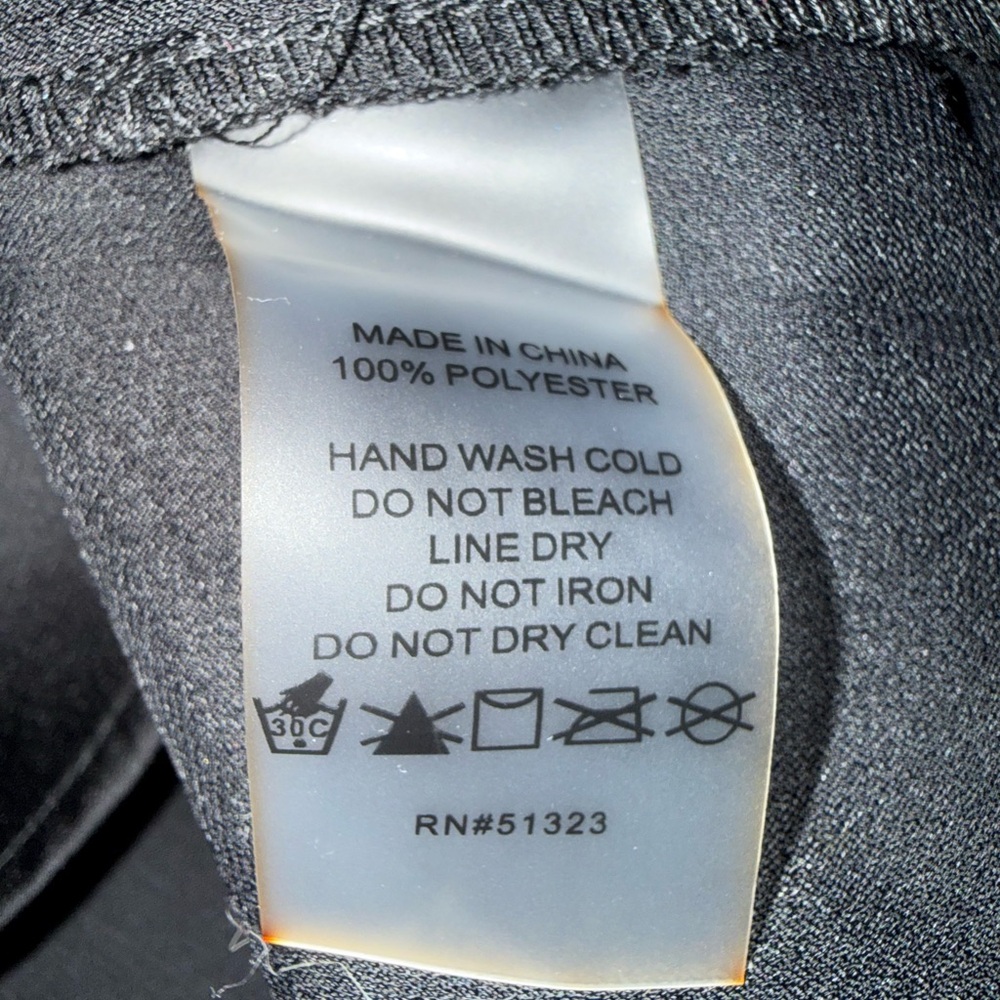 MADE IN CHINA
100% POLYESTER
HAND WASH COLD
DO NOT BLEACH
LINE DRY
DO NOT IRON
DO NOT DRY CLEAN
30C
RN#51323